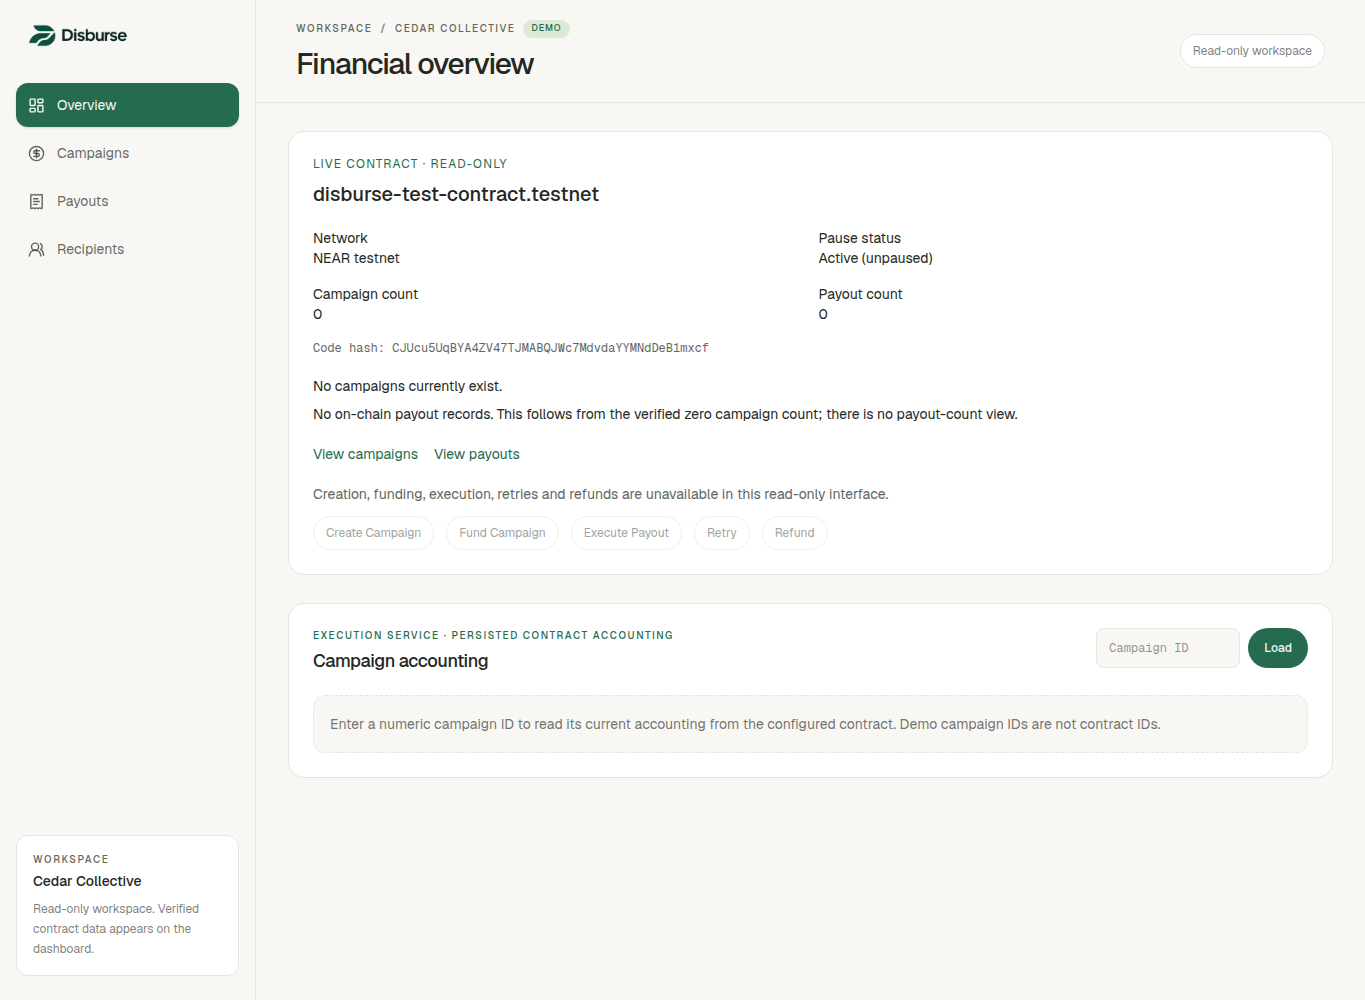 Disburse
Overview
Campaigns
Payouts
Recipients
WORKSPACE
Cedar Collective
Read-only workspace. Verified
contract data appears on the
dashboard.
WORKSPACE / CEDAR COLLECTIVE DEMO
Financial overview
Read-only workspace
LIVE CONTRACT · READ-ONLY
disburse-test-contract.testnet
Network
NEAR testnet
Pause status
Active (unpaused)
Campaign count
0
Payout count
0
Code hash: CJUcu5UqBYA4ZV47TJMABQJWc7MdvdaYYMNdDeB1mxcf
No campaigns currently exist.
No on-chain payout records. This follows from the verified zero campaign count; there is no payout-count view.
View campaigns View payouts
Creation, funding, execution, retries and refunds are unavailable in this read-only interface.
Create Campaign Fund Campaign Execute Payout Retry Refund
EXECUTION SERVICE · PERSISTED CONTRACT ACCOUNTING
Campaign accounting
Campaign ID Load
Enter a numeric campaign ID to read its current accounting from the configured contract. Demo campaign IDs are not contract IDs.